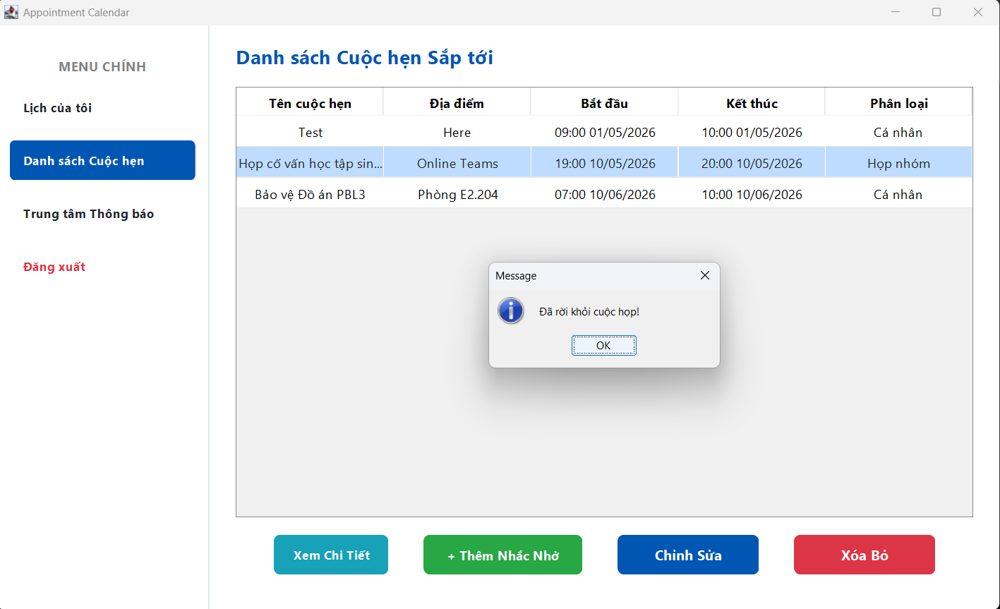 Appointment Calendar
MENU CHÍNH
Lịch của tôi
Danh sách Cuộc hẹn
Trung tâm Thông báo
Đăng xuất
Danh sách Cuộc hẹn Sắp tới
Tên cuộc hẹn Địa điểm Bắt đầu Kết thúc Phân loại
Test Here 09:00 01/05/2026 10:00 01/05/2026 Cá nhân
Họp cố vấn học tập sin... Online Teams 19:00 10/05/2026 20:00 10/05/2026 Họp nhóm
Bảo vệ Đồ án PBL3 Phòng E2.204 07:00 10/06/2026 10:00 10/06/2026 Cá nhân
Message
Đã rời khỏi cuộc họp!
OK
Xem Chi Tiết + Thêm Nhắc Nhở Chỉnh Sửa Xóa Bỏ